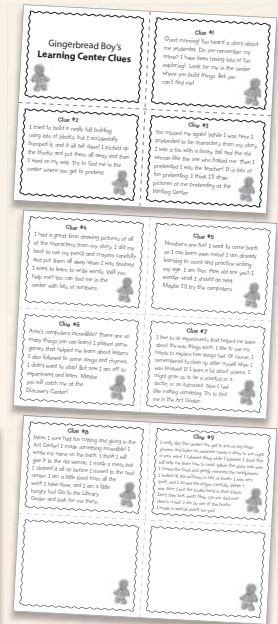 Gingerbread Boy's
Learning Center Clues
Clue #1
Good morning! You heard a story about
me yesterday. Do you remember my
name? I have been having lots of fun
exploring! Look for me in the center
where you build things. Bet you
can't find me!
Clue #2
I tried to build a really tall building
using lots of blocks, but I accidentally
bumped it, and it all fell down! I picked up
the blocks and put them all away and then
I went on my way. Try to find me in the
center where you get to pretend.
Clue #3
You missed me again! While I was here I
pretended to be characters from my story.
I was a fox with a bushy tail and the old
woman like the one who baked me. Then I
pretended I was the teacher! It is lots of
fun pretending. I think I'll draw
pictures of me pretending at the
Writing Center.
Clue #4
I had a great time drawing pictures of all
of the characters from my story. I did my
best to use my pencil and crayons carefully
and put them all away when I was finished.
I want to learn to write words. Will you
help me? You can find me in the
center with lots of numbers.
Clue #5
Numbers are fun! I want to come back
so I can learn even more! I am already
learning to count and practice writing
my age. I am four. How old are you? I
wonder what I should do next.
Maybe I'll try the computers.
Clue #6
Aren't computers incredible? There are so
many things you can learn! I played some
games that helped me learn about letters.
I also listened to some songs and rhymes.
I didn't want to stop! But now I am off to
experiment and learn. Maybe
you will catch me at the
Discovery Center!
Clue #7
I love to do experiments that helped me learn
about the way things work. I like to use my
hands to explore how things feel. Of course, I
remembered to clean up after myself when I
was finished! If I learn a lot about science, I
might grow up to be a scientist or a
doctor, or an astronaut. Now I feel
like making something. Try to find
me in the Art Center.
Clue #8
Wow, I sure had fun cutting and gluing in the
Art Center! I made something incredible! I
wrote my name on the back. I think I will
give it to the old woman. I made a mess, but
I cleaned it all up before I moved to the next
center. I am a little tired from all the
work I have done, and I am a little
hungry too! Go to the Library
Center and look for me there.
Clue #9
I really like this center!